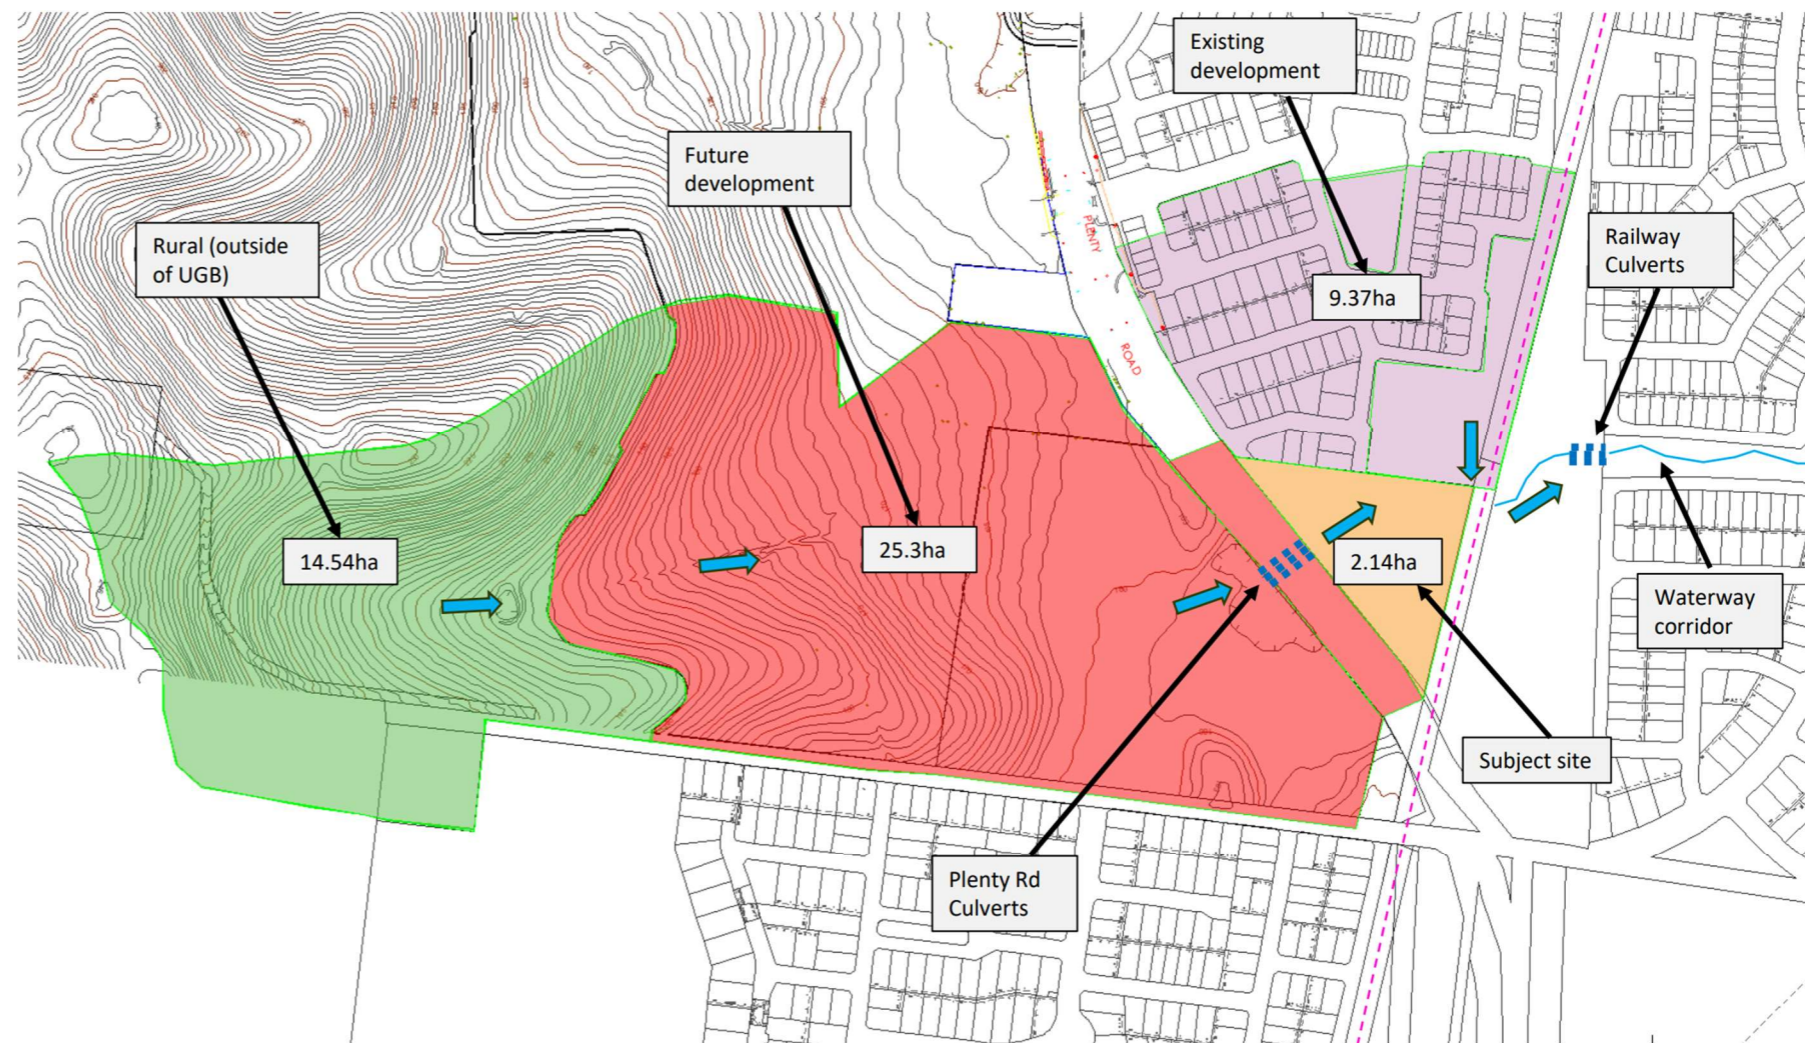 Existing
development
Future
development
Rural (outside
of UGB)
PLENTY
ROAD
Railway
Culverts
9.37ha
25.3ha
14.54ha
2.14ha
Waterway
corridor
Subject site
Plenty Rd
Culverts